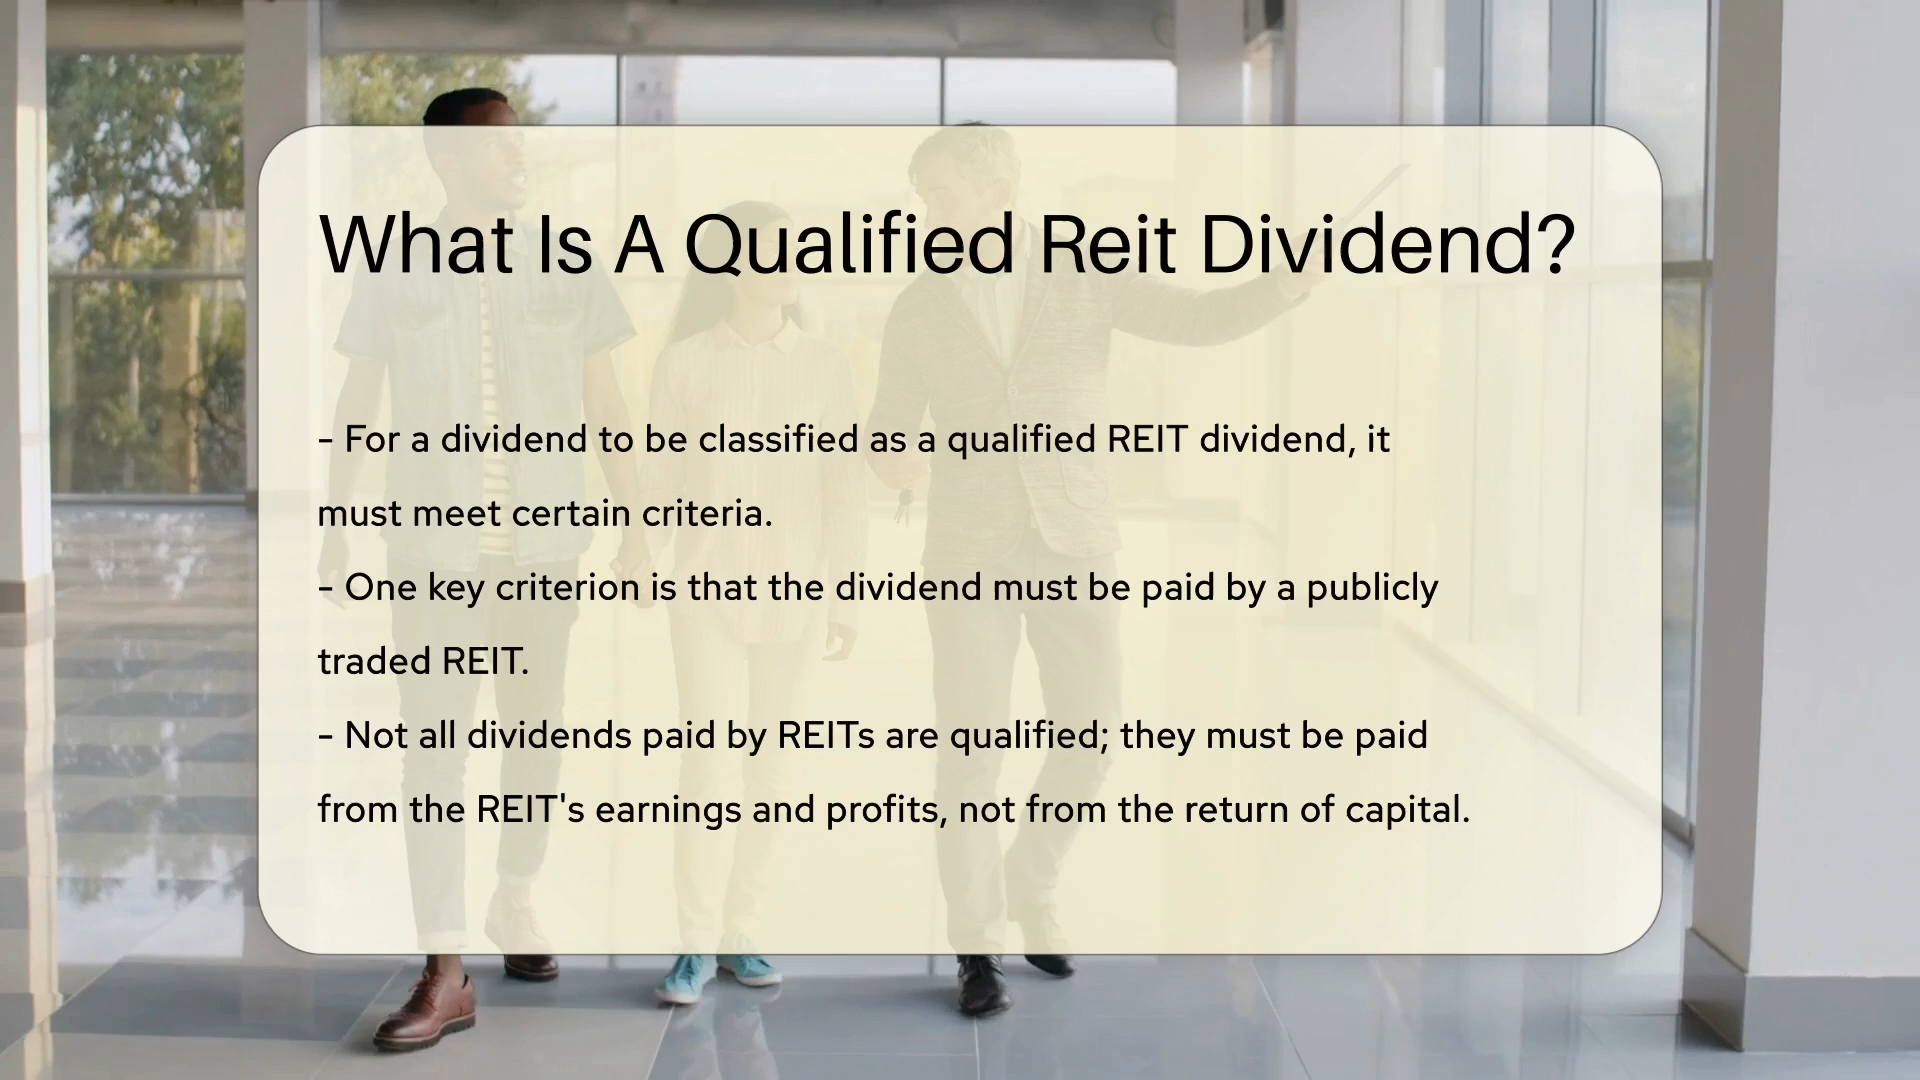 What Is A Qualified Reit Dividend?
- For a dividend to be classified as a qualified REIT dividend, it
must meet certain criteria.
- One key criterion is that the dividend must be paid by a publicly
traded REIT.
- Not all dividends paid by REITs are qualified; they must be paid
from the REIT's earnings and profits, not from the return of capital.